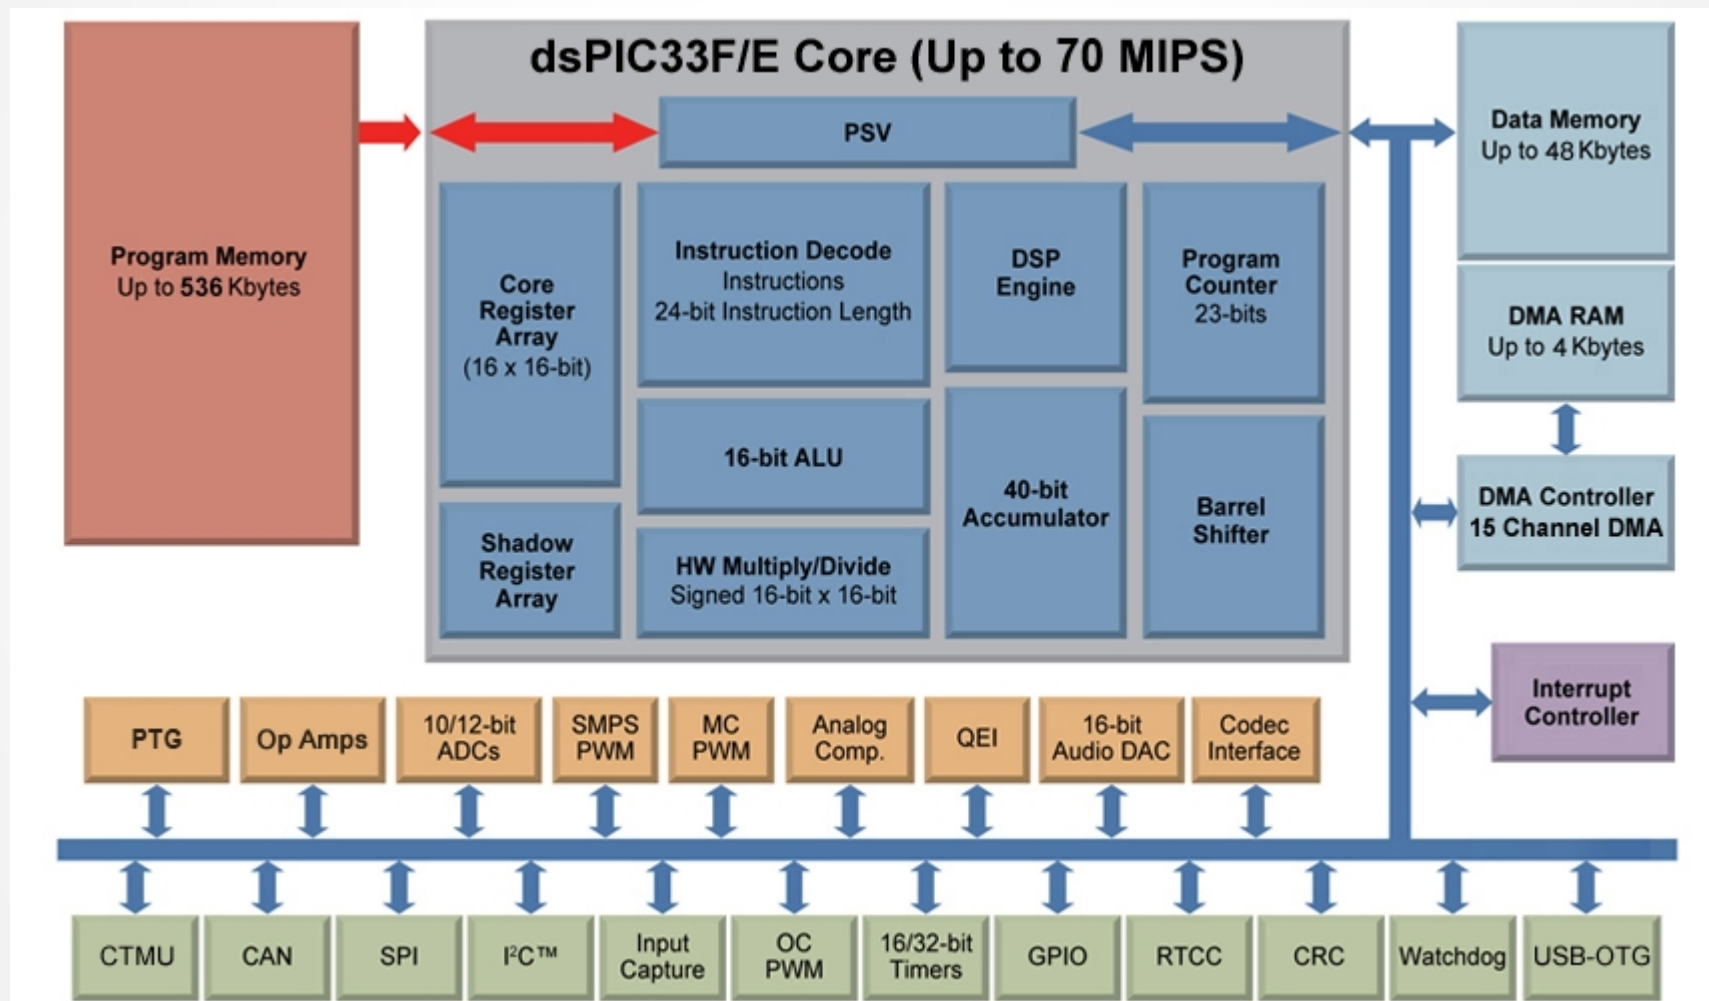 dsPIC33F/E Core (Up to 70 MIPS)
Program Memory
Up to 536 Kbytes
PSV
Core
Register
Array
(16 x 16-bit)
Shadow
Register
Array
Instruction Decode
Instructions
24-bit Instruction Length
16-bit ALU
HW Multiply/Divide
Signed 16-bit x 16-bit
DSP
Engine
40-bit
Accumulator
Program
Counter
23-bits
Barrel
Shifter
Data Memory
Up to 48 Kbytes
DMA RAM
Up to 4 Kbytes
DMA Controller
15 Channel DMA
Interrupt
Controller
PTG
Op Amps
10/12-bit
ADCs
SMPS
PWM
MC
PWM
Analog
Comp.
QEI
16-bit
Audio DAC
Codec
Interface
CTMU
CAN
SPI
I²C™
Input
Capture
OC
PWM
16/32-bit
Timers
GPIO
RTCC
CRC
Watchdog
USB-OTG